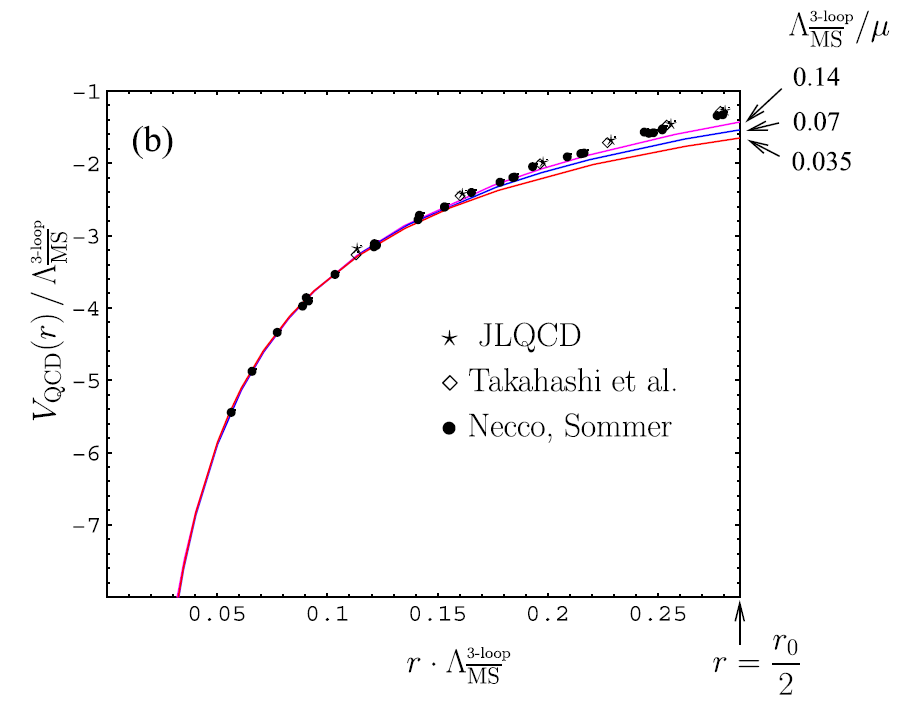 Λ^{3-loop}_{\overline{MS}}/μ
0.14
0.07
0.035
(b)
−1
−2
−3
−4
−5
−6
−7
V_{QCD}(r) / Λ^{3-loop}_{\overline{MS}}
JLQCD
Takahashi et al.
Necco, Sommer
0.05 0.1 0.15 0.2 0.25
r · Λ^{3-loop}_{\overline{MS}}
r = \frac{r_0}{2}